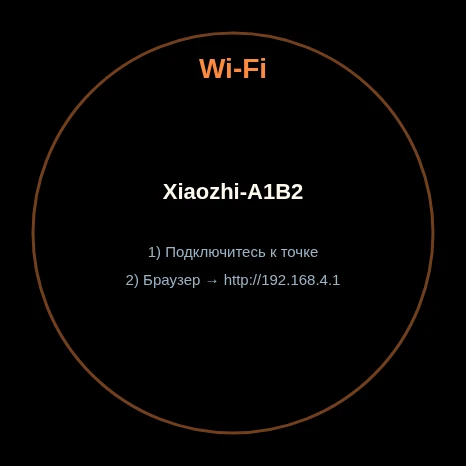 Wi-Fi
Xiaozhi-A1B2
1) Подключитесь к точке
2) Браузер → http://192.168.4.1